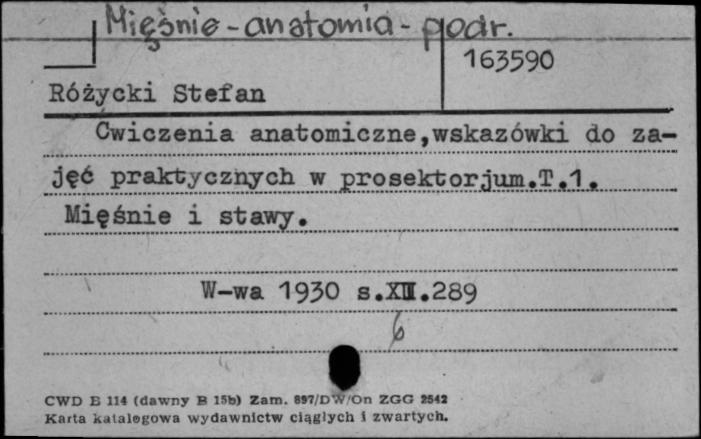 Mięśnie - anatomia - podr.
163590
Różycki Stefan
Cwiczenia anatomiczne,wskazówki do za-
jęć praktycznych w prosektorjum.T.1.
Mięśnie i stawy.
W-wa 1930 s.XII.289
6
CWD B 114 (dawny B 15b) Zam. 897/DW/On ZGG 2542
Karta katalogowa wydawnictw ciągłych i zwartych.